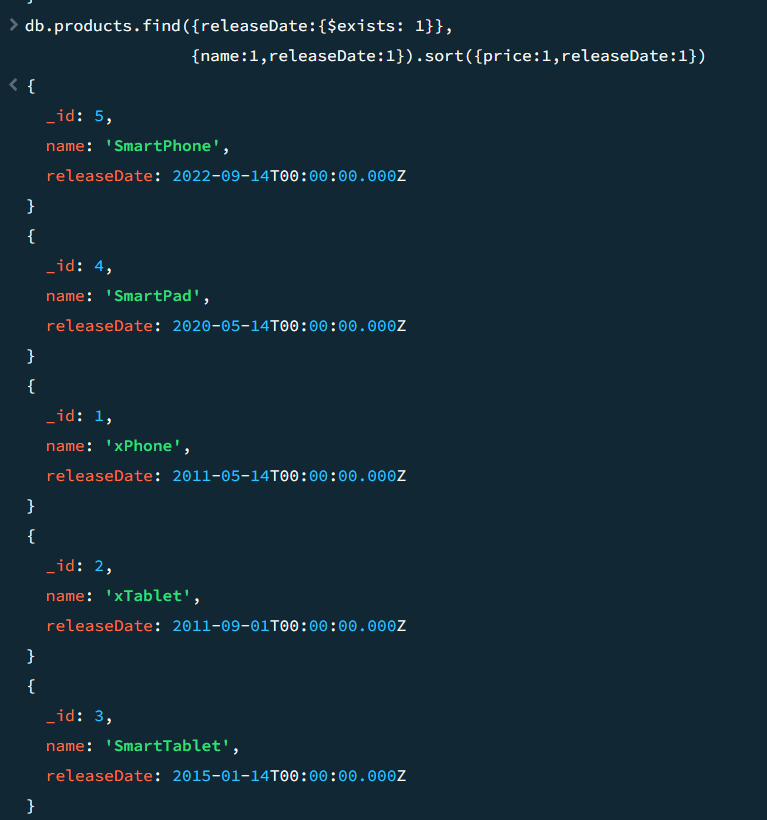 }
> db.products.find({releaseDate:{$exists: 1}},
{name:1,releaseDate:1}).sort({price:1,releaseDate:1})
< {
_id: 5,
name: 'SmartPhone',
releaseDate: 2022-09-14T00:00:00.000Z
}
{
_id: 4,
name: 'SmartPad',
releaseDate: 2020-05-14T00:00:00.000Z
}
{
_id: 1,
name: 'xPhone',
releaseDate: 2011-05-14T00:00:00.000Z
}
{
_id: 2,
name: 'xTablet',
releaseDate: 2011-09-01T00:00:00.000Z
}
{
_id: 3,
name: 'SmartTablet',
releaseDate: 2015-01-14T00:00:00.000Z
}